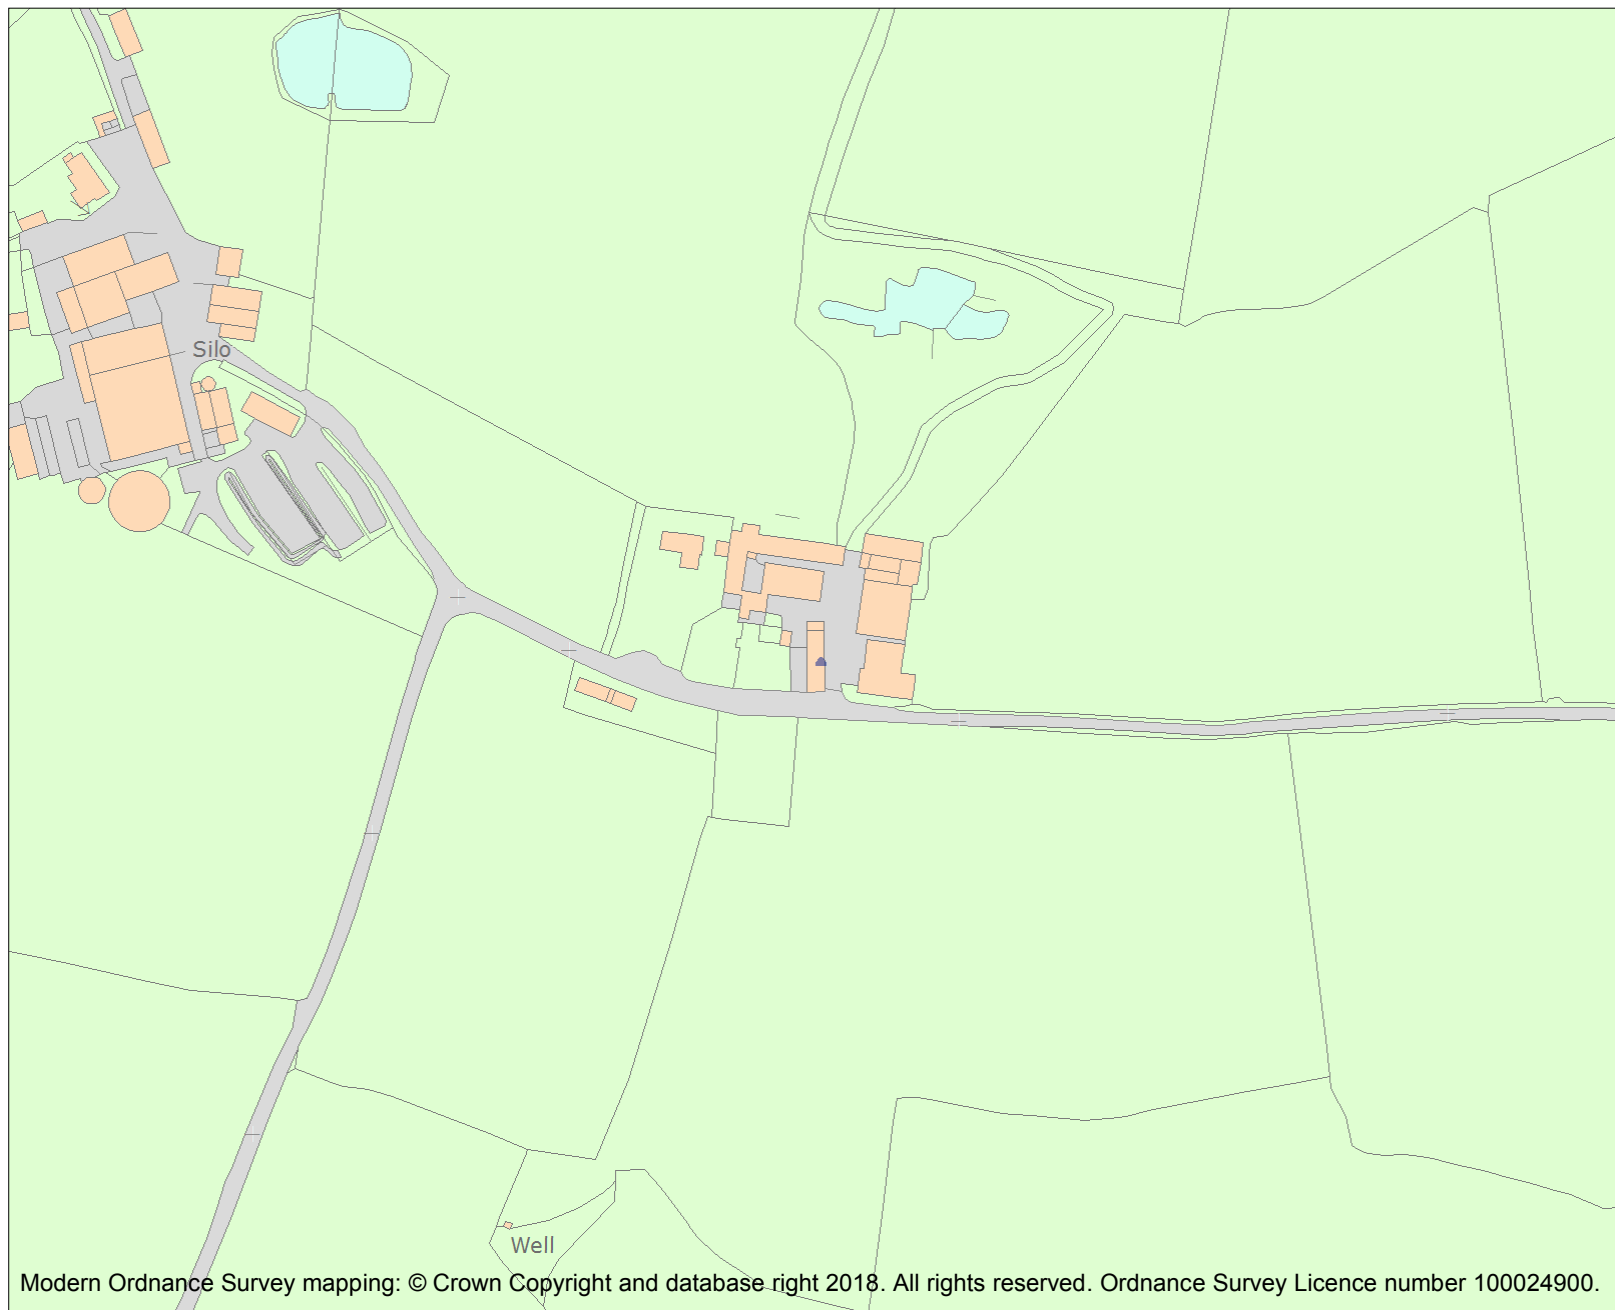 Silo
Well
Modern Ordnance Survey mapping: © Crown Copyright and database right 2018. All rights reserved. Ordnance Survey Licence number 100024900.